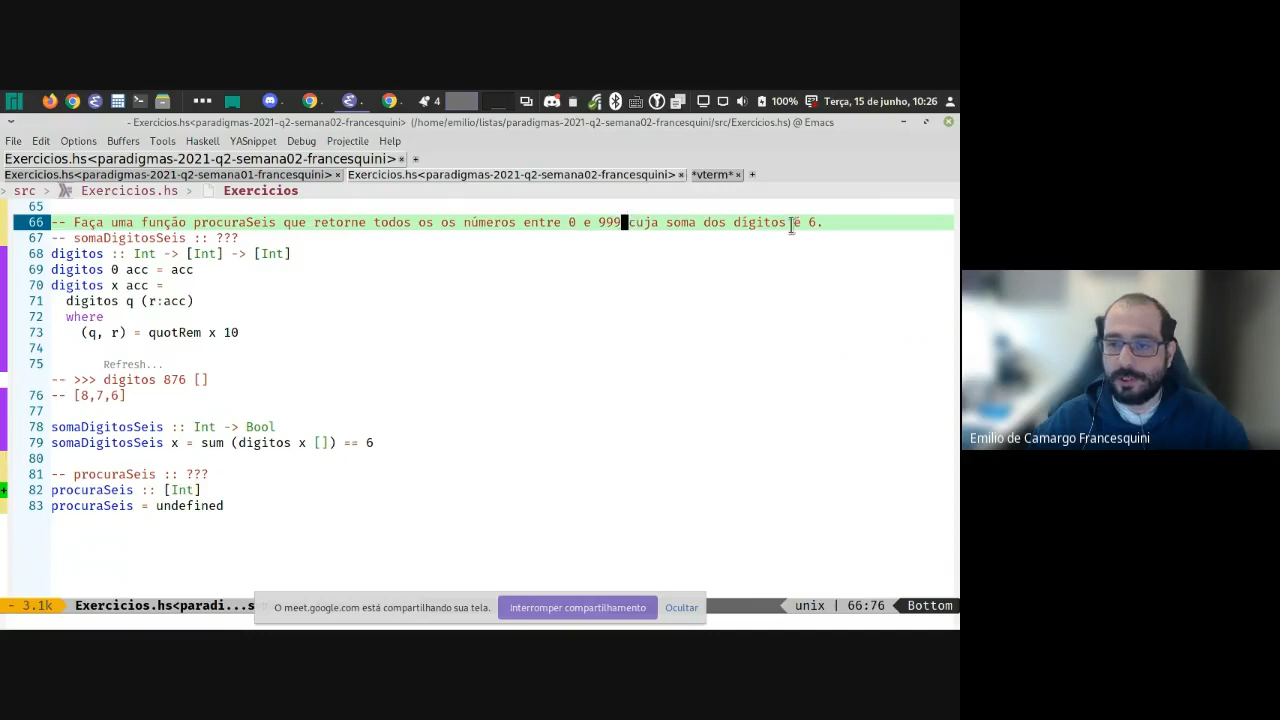 4
100%
Terça, 15 de junho, 10:26
- Exercicios.hs<paradigmas-2021-q2-semana02-francesquini> (/home/emilio/listas/paradigmas-2021-q2-semana02-francesquini/src/Exercicios.hs) @ Emacs
File Edit Options Buffers Tools Haskell YASnippet Debug Projectile Help
Exercicios.hs<paradigmas-2021-q2-semana02-francesquini> × +
Exercicios.hs<paradigmas-2021-q2-semana01-francesquini> × Exercicios.hs<paradigmas-2021-q2-semana02-francesquini> × *vterm* × +
> src > Exercicios.hs > Exercicios
65
66 -- Faça uma função procuraSeis que retorne todos os os números entre 0 e 999 cuja soma dos dígitos é 6.
67 -- somaDigitosSeis :: ???
68 digitos :: Int -> [Int] -> [Int]
69 digitos 0 acc = acc
70 digitos x acc =
71 digitos q (r:acc)
72 where
73 (q, r) = quotRem x 10
74
75 Refresh...
-- >>> digitos 876 []
76 -- [8,7,6]
77
78 somaDigitosSeis :: Int -> Bool
79 somaDigitosSeis x = sum (digitos x []) == 6
80
81 -- procuraSeis :: ???
82 procuraSeis :: [Int]
83 procuraSeis = undefined
Emilio de Camargo Francesquini
- 3.1k Exercicios.hs<paradi...s
unix | 66:76 Bottom
O meet.google.com está compartilhando sua tela. Interromper compartilhamento Ocultar